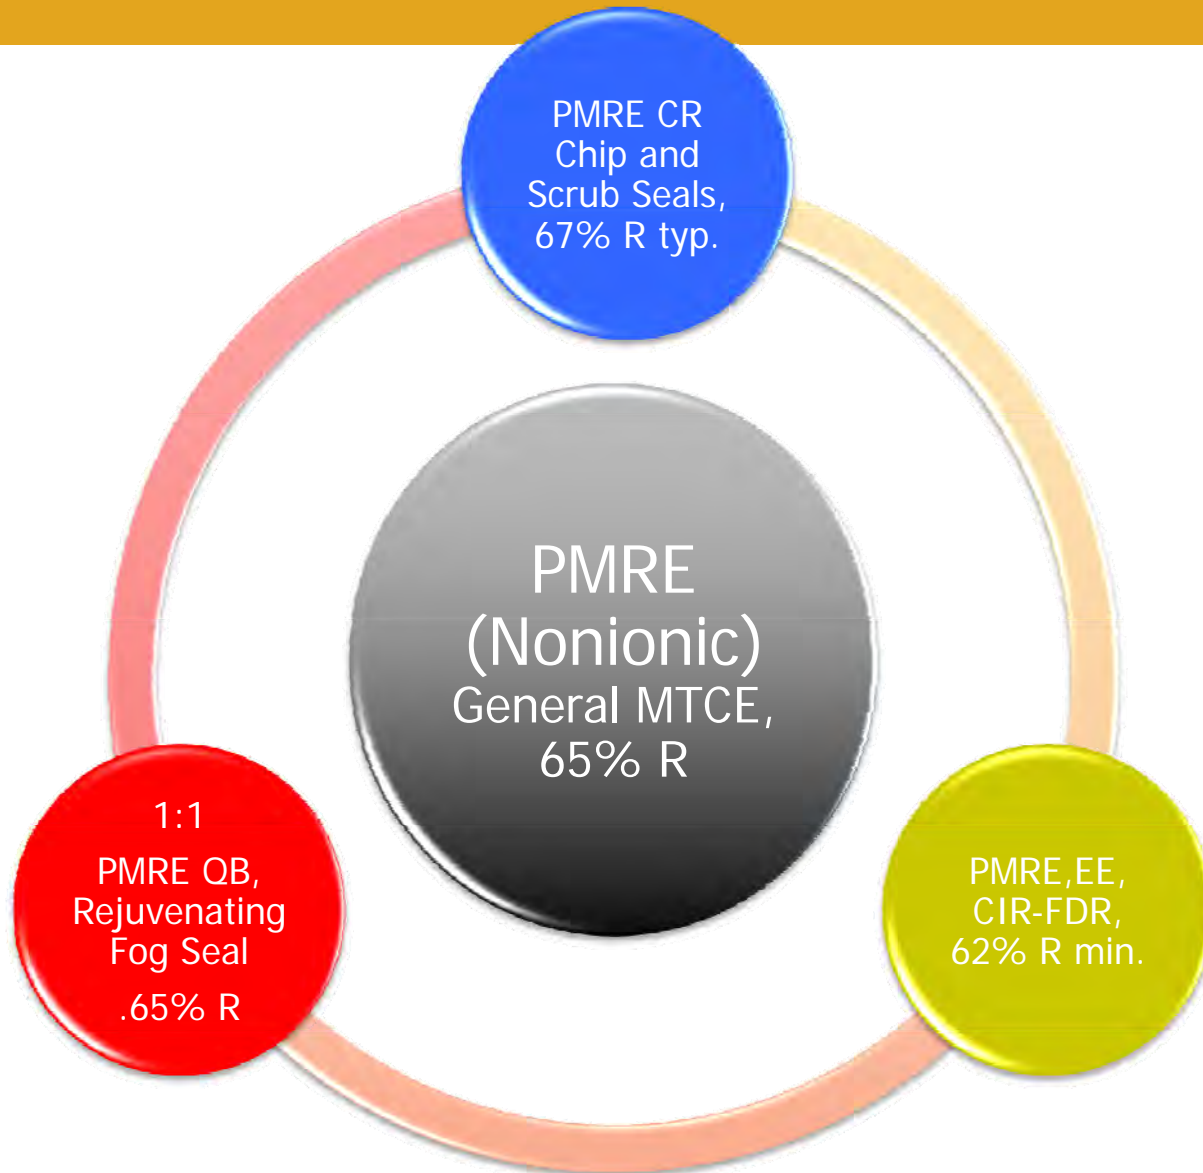 PMRE CR
Chip and
Scrub Seals,
67% R typ.
PMRE
(Nonionic)
General MTCE,
65% R
1:1
PMRE QB,
Rejuvenating
Fog Seal
.65% R
PMRE,EE,
CIR-FDR,
62% R min.